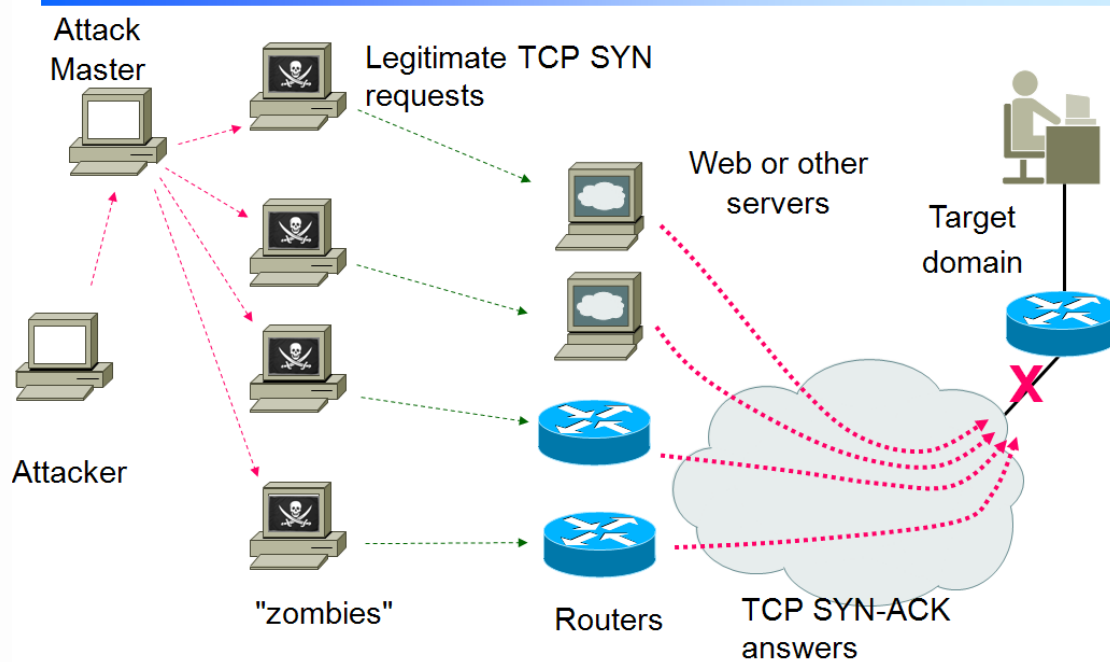 Attack
Master
Legitimate TCP SYN
requests
Web or other
servers
Target
domain
X
Attacker
"zombies"
Routers
TCP SYN-ACK
answers